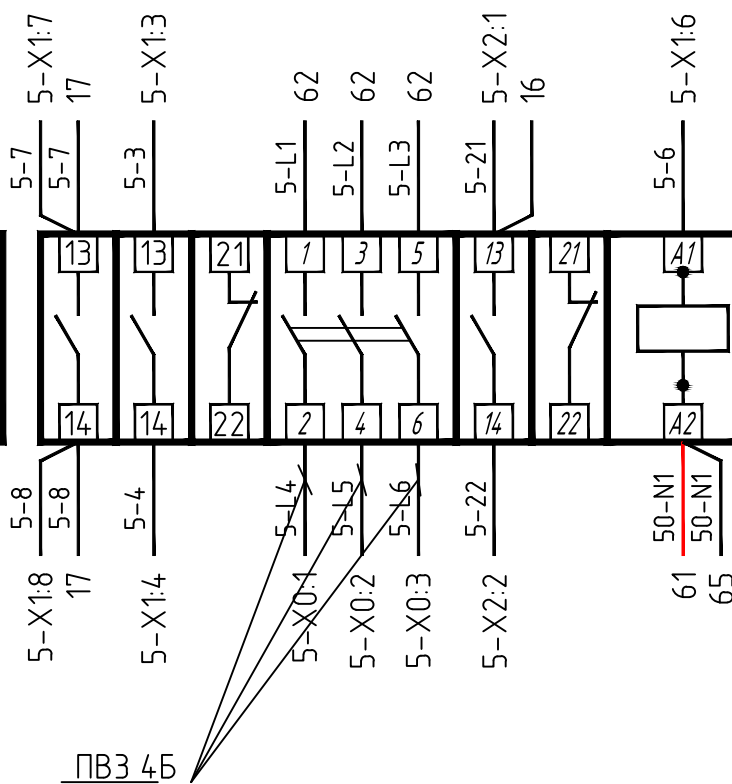 5-X1:7
17
5-X1:3
62
62
62
5-X2:1
16
5-X1:6
5-7
5-7
5-3
5-L1
5-L2
5-L3
5-21
5-6
13
13
21
1
3
5
13
21
A1
14
14
22
2
4
6
14
22
A2
5-8
5-8
5-4
5-L4
5-L5
5-L6
5-22
50-N1
50-N1
5-X1:8
17
5-X1:4
5-X0:1
5-X0:2
5-X0:3
5-X2:2
61
65
ПВ3 4Б